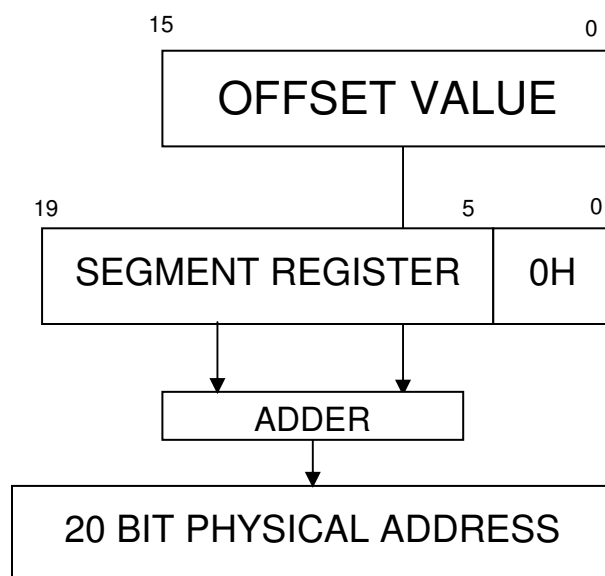 15 0
OFFSET VALUE
19 5 0
SEGMENT REGISTER 0H
ADDER
20 BIT PHYSICAL ADDRESS